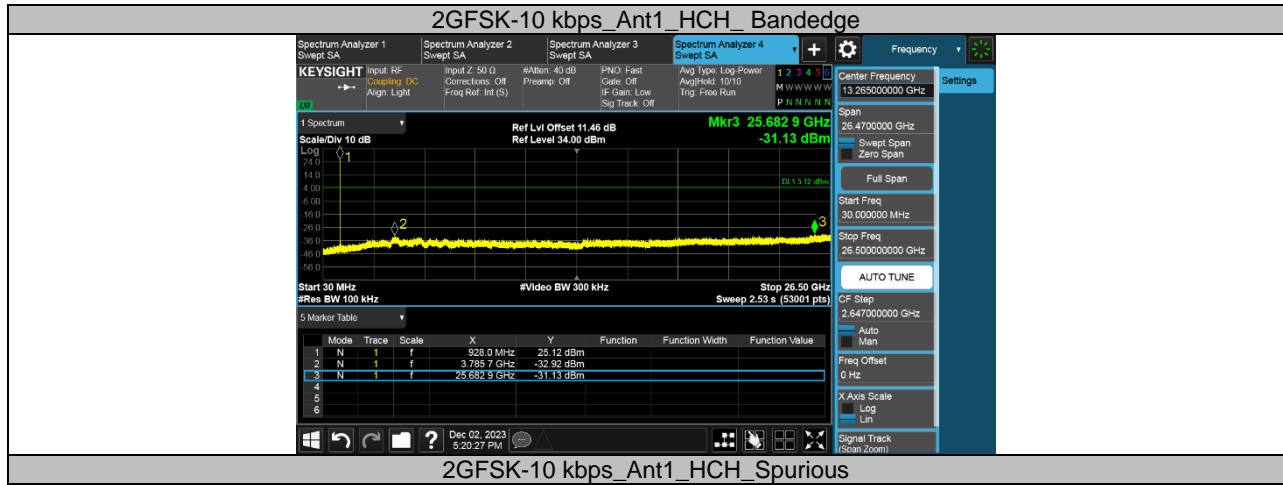 2GFSK-10 kbps_Ant1_HCH_ Bandedge
Spectrum Analyzer 1
Swept SA
Spectrum Analyzer 2
Swept SA
Spectrum Analyzer 3
Swept SA
Spectrum Analyzer 4
Swept SA
+
Frequency
KEYSIGHT
Input: RF
Coupling: DC
Align: Light
Input Z: 50 Ω
Corrections: Off
Freq Ref: Int (S)
#Atten: 40 dB
Preamp: Off
PNO: Fast
Gate: Off
IF Gain: Low
Sig Track: Off
Avg Type: Log-Power
Avg|Hold: 10/10
Trig: Free Run
1 2 3 4 5 6
M W W W W W
P N N N N N
LXI
1 Spectrum
Scale/Div 10 dB
Ref Lvl Offset 11.46 dB
Ref Level 34.00 dBm
Mkr3 25.682 9 GHz
-31.13 dBm
Log
24.0
14.0
4.00
-6.00
-16.0
-26.0
-36.0
-46.0
-56.0
1
2
3
DL1 5.12 dBm
Start 30 MHz
#Res BW 100 kHz
#Video BW 300 kHz
Stop 26.50 GHz
Sweep 2.53 s (53001 pts)
5 Marker Table
Mode Trace Scale X Y Function Function Width Function Value
1 N 1 f 928.0 MHz 25.12 dBm
2 N 1 f 3.785 7 GHz -32.92 dBm
3 N 1 f 25.682 9 GHz -31.13 dBm
4
5
6
Dec 02, 2023
5:20:27 PM
?
Center Frequency
13.265000000 GHz
Settings
Span
26.4700000 GHz
Swept Span
Zero Span
Full Span
Start Freq
30.000000 MHz
Stop Freq
26.500000000 GHz
AUTO TUNE
CF Step
2.647000000 GHz
Auto
Man
Freq Offset
0 Hz
X Axis Scale
Log
Lin
Signal Track
(Span Zoom)
2GFSK-10 kbps_Ant1_HCH_Spurious